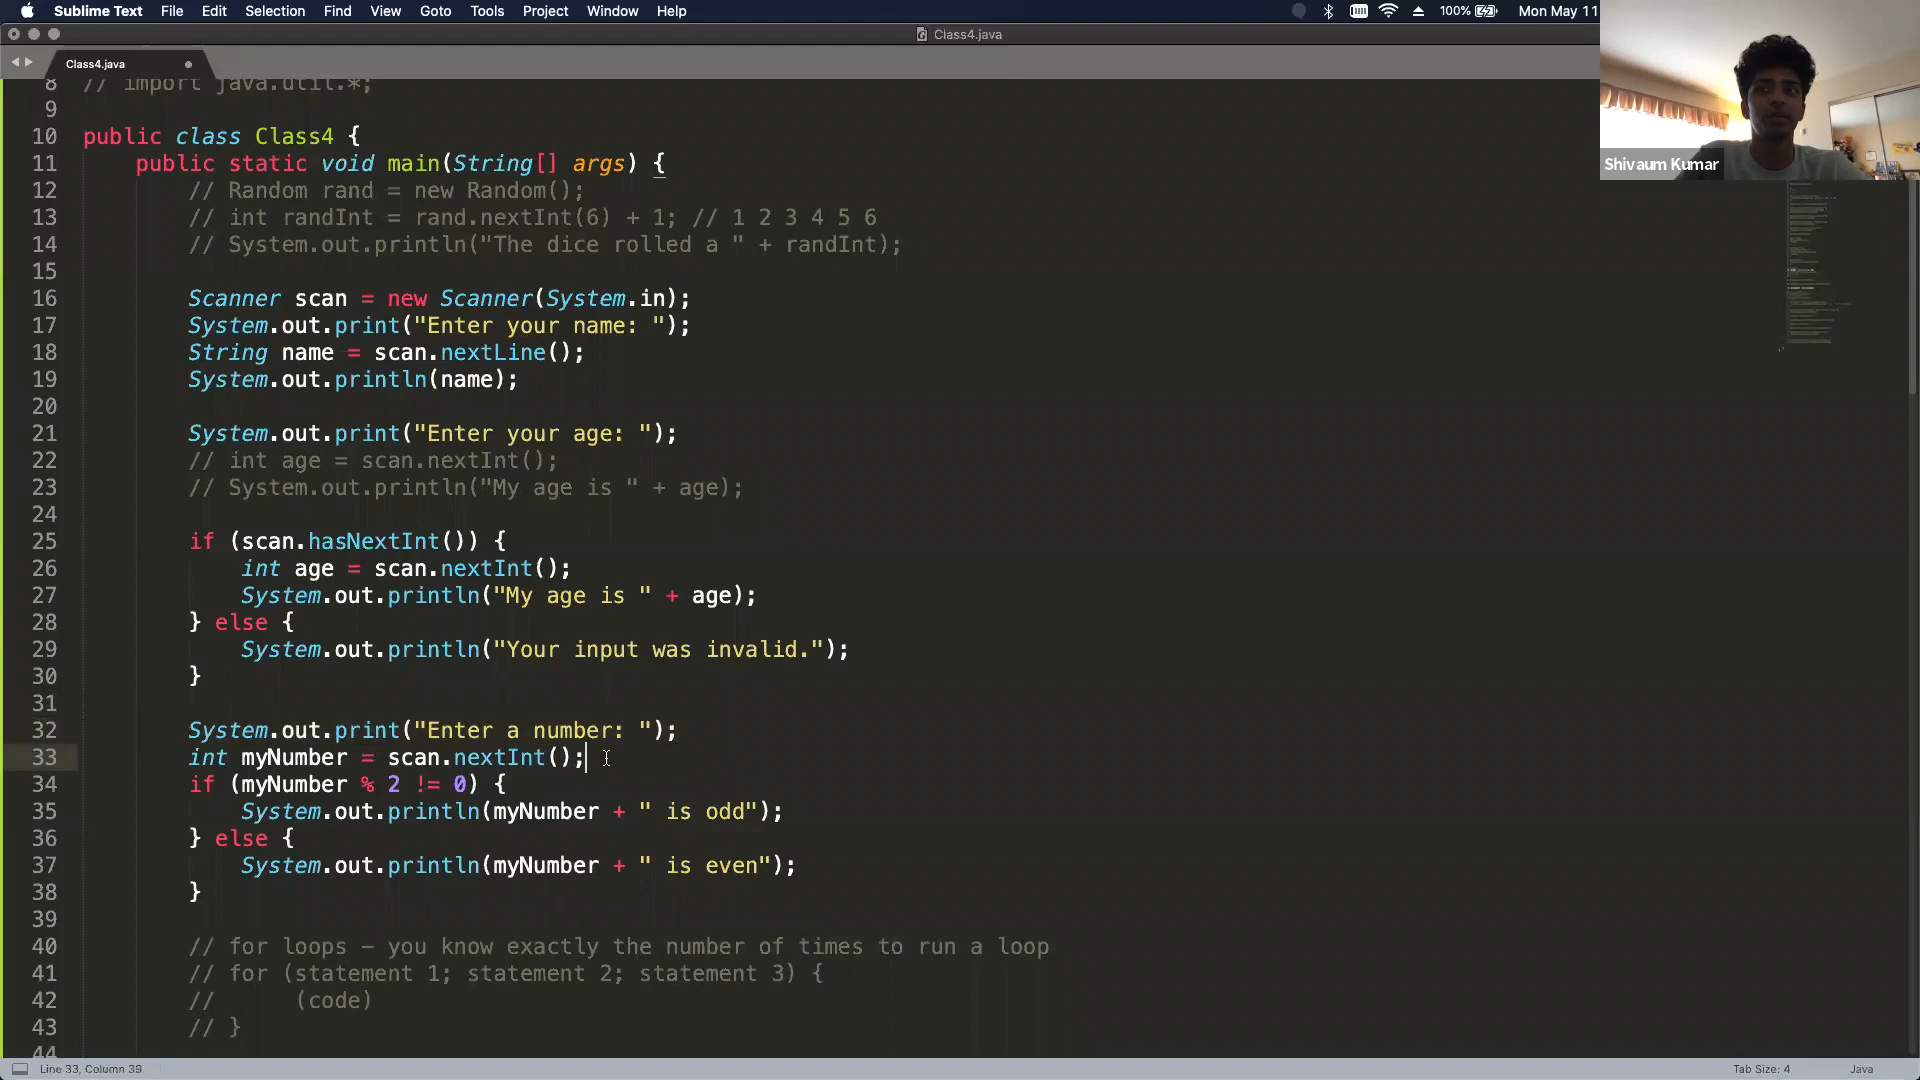 Sublime Text File Edit Selection Find View Goto Tools Project Window Help 100% Mon May 11
Class4.java
Class4.java
Shivaum Kumar
8 // import java.util.*;
9
10 public class Class4 {
11 public static void main(String[] args) {
12 // Random rand = new Random();
13 // int randInt = rand.nextInt(6) + 1; // 1 2 3 4 5 6
14 // System.out.println("The dice rolled a " + randInt);
15
16 Scanner scan = new Scanner(System.in);
17 System.out.print("Enter your name: ");
18 String name = scan.nextLine();
19 System.out.println(name);
20
21 System.out.print("Enter your age: ");
22 // int age = scan.nextInt();
23 // System.out.println("My age is " + age);
24
25 if (scan.hasNextInt()) {
26 int age = scan.nextInt();
27 System.out.println("My age is " + age);
28 } else {
29 System.out.println("Your input was invalid.");
30 }
31
32 System.out.print("Enter a number: ");
33 int myNumber = scan.nextInt();
34 if (myNumber % 2 != 0) {
35 System.out.println(myNumber + " is odd");
36 } else {
37 System.out.println(myNumber + " is even");
38 }
39
40 // for loops – you know exactly the number of times to run a loop
41 // for (statement 1; statement 2; statement 3) {
42 // (code)
43 // }
44
Line 33, Column 39 Tab Size: 4 Java